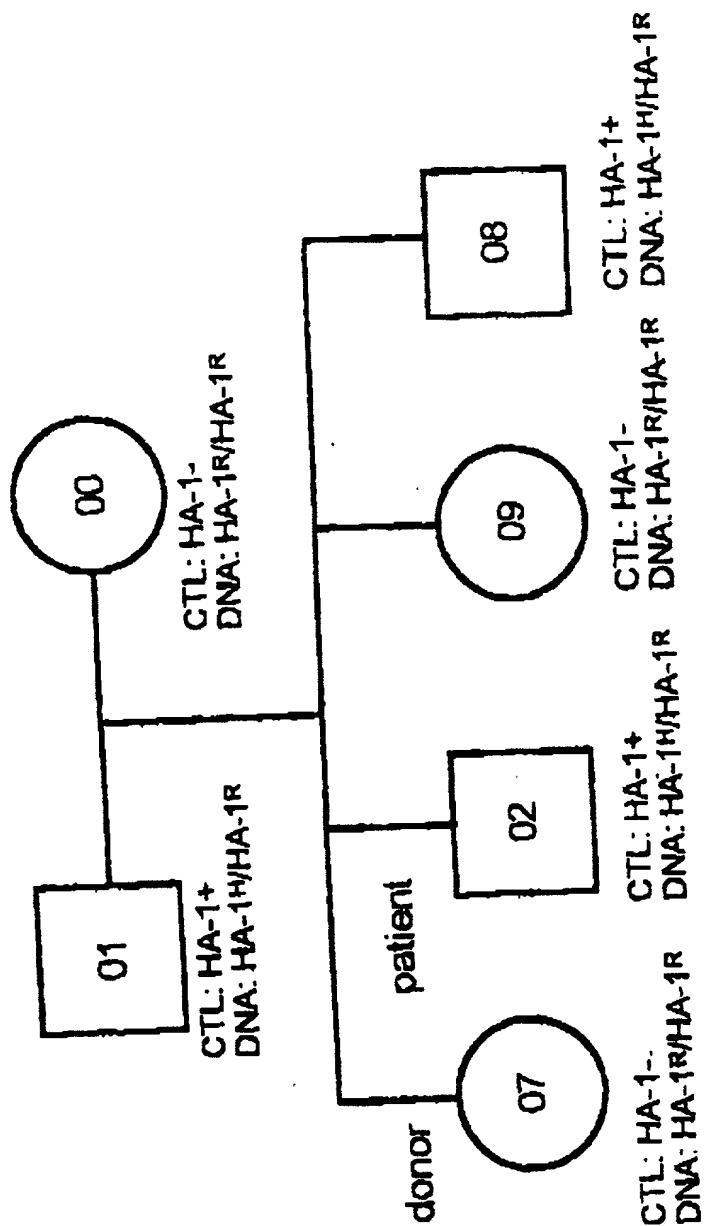 01
CTL: HA-1+
DNA: HA-1ᴴ/HA-1ᴿ
00
CTL: HA-1-
DNA: HA-1ᴿ/HA-1ᴿ
donor
07
CTL: HA-1-
DNA: HA-1ᴿ/HA-1ᴿ
patient
02
CTL: HA-1+
DNA: HA-1ᴴ/HA-1ᴿ
09
CTL: HA-1-
DNA: HA-1ᴿ/HA-1ᴿ
08
CTL: HA-1+
DNA: HA-1ᴴ/HA-1ᴿ